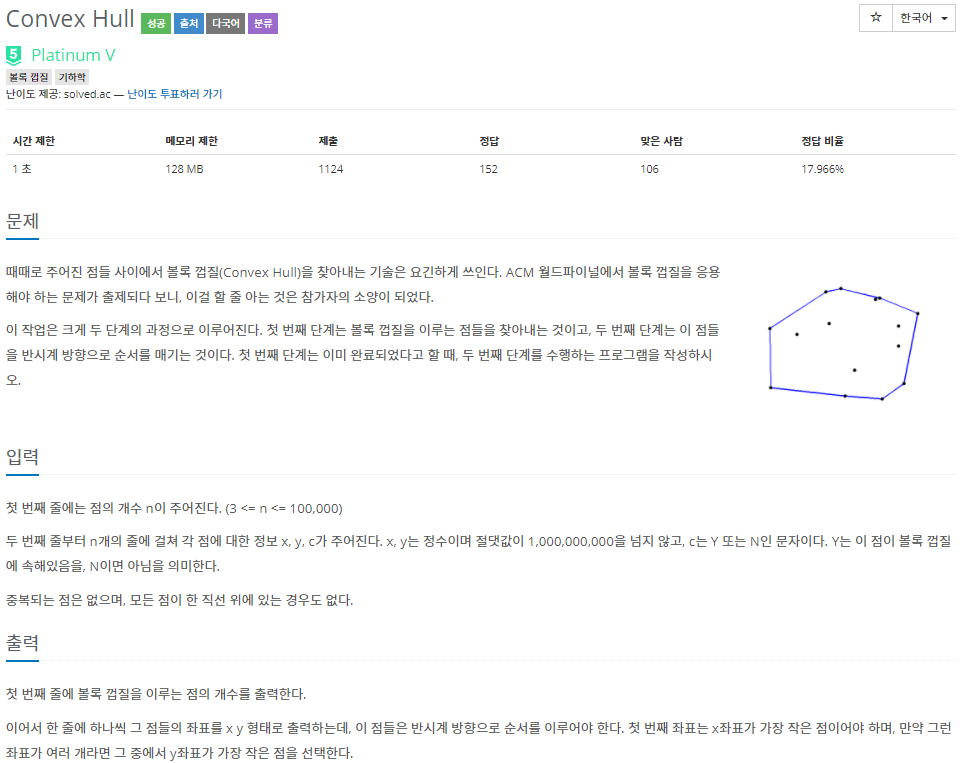 Convex Hull 성공 출처 다국어 분류
☆ 한국어
5 Platinum V
볼록 껍질 기하학
난이도 제공: solved.ac — 난이도 투표하러 가기
시간 제한 메모리 제한 제출 정답 맞은 사람 정답 비율
1 초 128 MB 1124 152 106 17.966%
문제
때때로 주어진 점들 사이에서 볼록 껍질(Convex Hull)을 찾아내는 기술은 요긴하게 쓰인다. ACM 월드파이널에서 볼록 껍질을 응용
해야 하는 문제가 출제되다 보니, 이걸 할 줄 아는 것은 참가자의 소양이 되었다.
이 작업은 크게 두 단계의 과정으로 이루어진다. 첫 번째 단계는 볼록 껍질을 이루는 점들을 찾아내는 것이고, 두 번째 단계는 이 점들
을 반시계 방향으로 순서를 매기는 것이다. 첫 번째 단계는 이미 완료되었다고 할 때, 두 번째 단계를 수행하는 프로그램을 작성하시
오.
입력
첫 번째 줄에는 점의 개수 n이 주어진다. (3 <= n <= 100,000)
두 번째 줄부터 n개의 줄에 걸쳐 각 점에 대한 정보 x, y, c가 주어진다. x, y는 정수이며 절댓값이 1,000,000,000을 넘지 않고, c는 Y 또는 N인 문자이다. Y는 이 점이 볼록 껍질
에 속해있음을, N이면 아님을 의미한다.
중복되는 점은 없으며, 모든 점이 한 직선 위에 있는 경우도 없다.
출력
첫 번째 줄에 볼록 껍질을 이루는 점의 개수를 출력한다.
이어서 한 줄에 하나씩 그 점들의 좌표를 x y 형태로 출력하는데, 이 점들은 반시계 방향으로 순서를 이루어야 한다. 첫 번째 좌표는 x좌표가 가장 작은 점이어야 하며, 만약 그런
좌표가 여러 개라면 그 중에서 y좌표가 가장 작은 점을 선택한다.